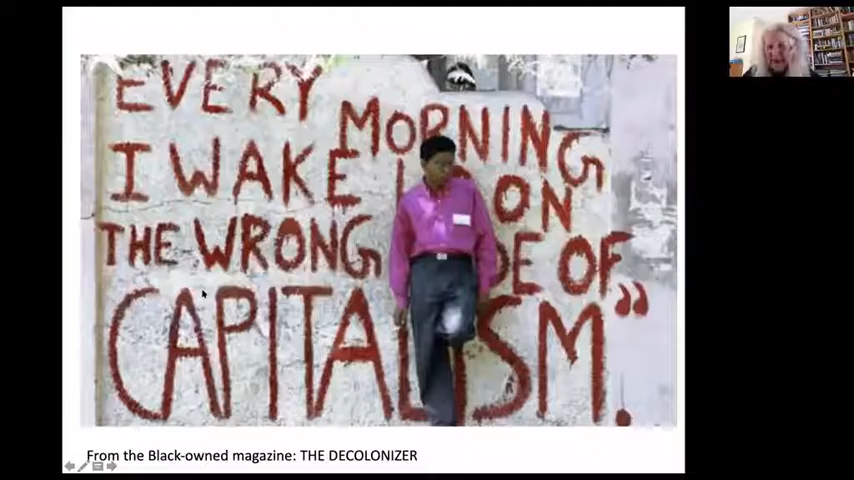 EVERY
MORNING
I WAKE ON
THE WRONG OF
CAPITALISM"
From the Black-owned magazine: THE DECOLONIZER